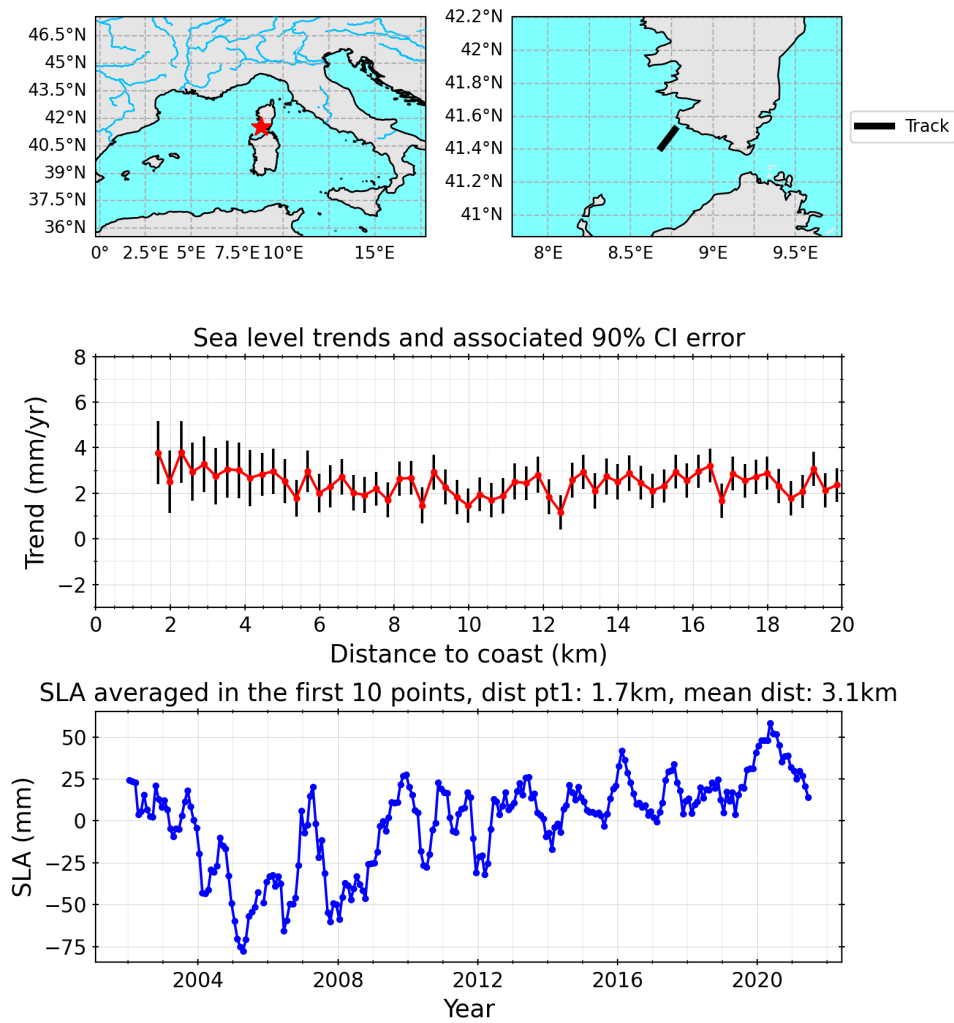 46.5°N
45°N
43.5°N
42°N
40.5°N
39°N
37.5°N
36°N
0° 2.5°E 5°E 7.5°E 10°E 15°E
42.2°N
42°N
41.8°N
41.6°N
41.4°N
41.2°N
41°N
8°E 8.5°E 9°E 9.5°E
Track
Sea level trends and associated 90% CI error
Trend (mm/yr)
8
6
4
2
0
−2
0 2 4 6 8 10 12 14 16 18 20
Distance to coast (km)
SLA averaged in the first 10 points, dist pt1: 1.7km, mean dist: 3.1km
SLA (mm)
50
25
0
−25
−50
−75
2004 2008 2012 2016 2020
Year